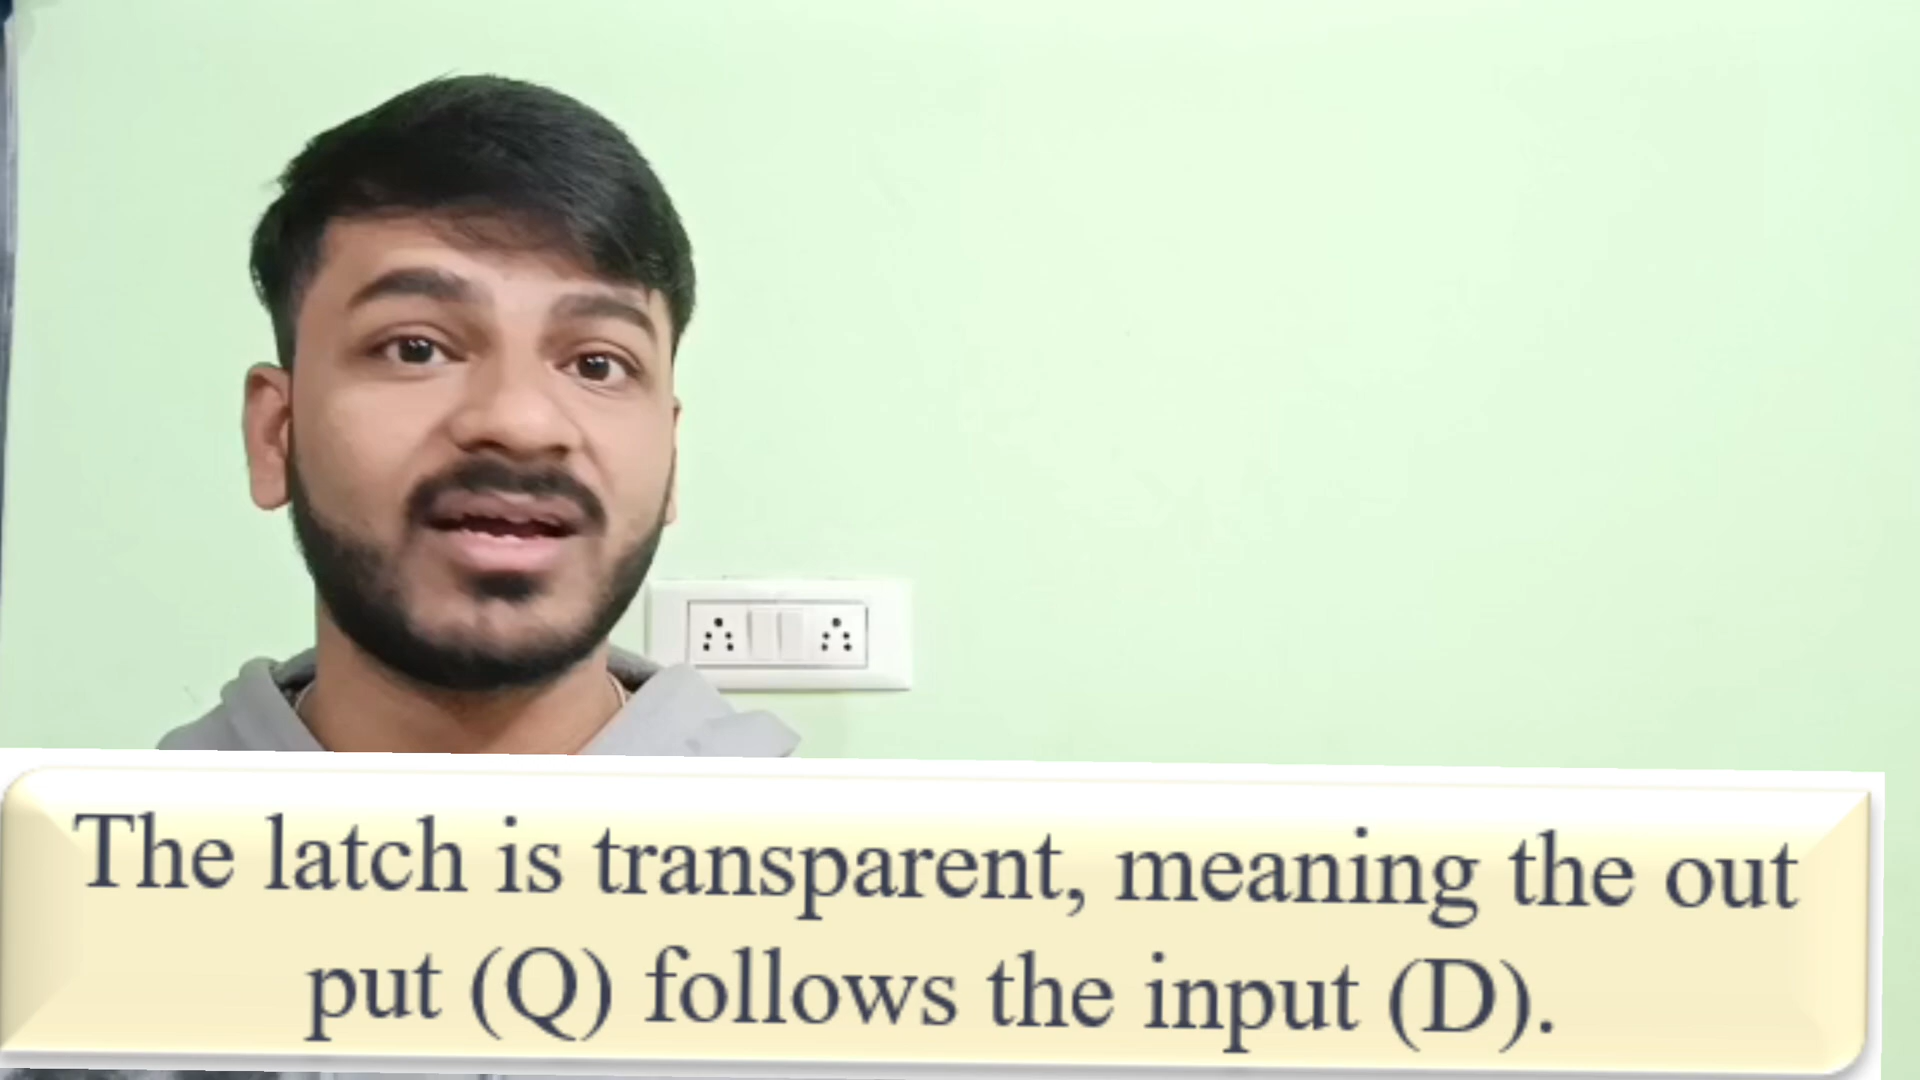 The latch is transparent, meaning the out
put (Q) follows the input (D).